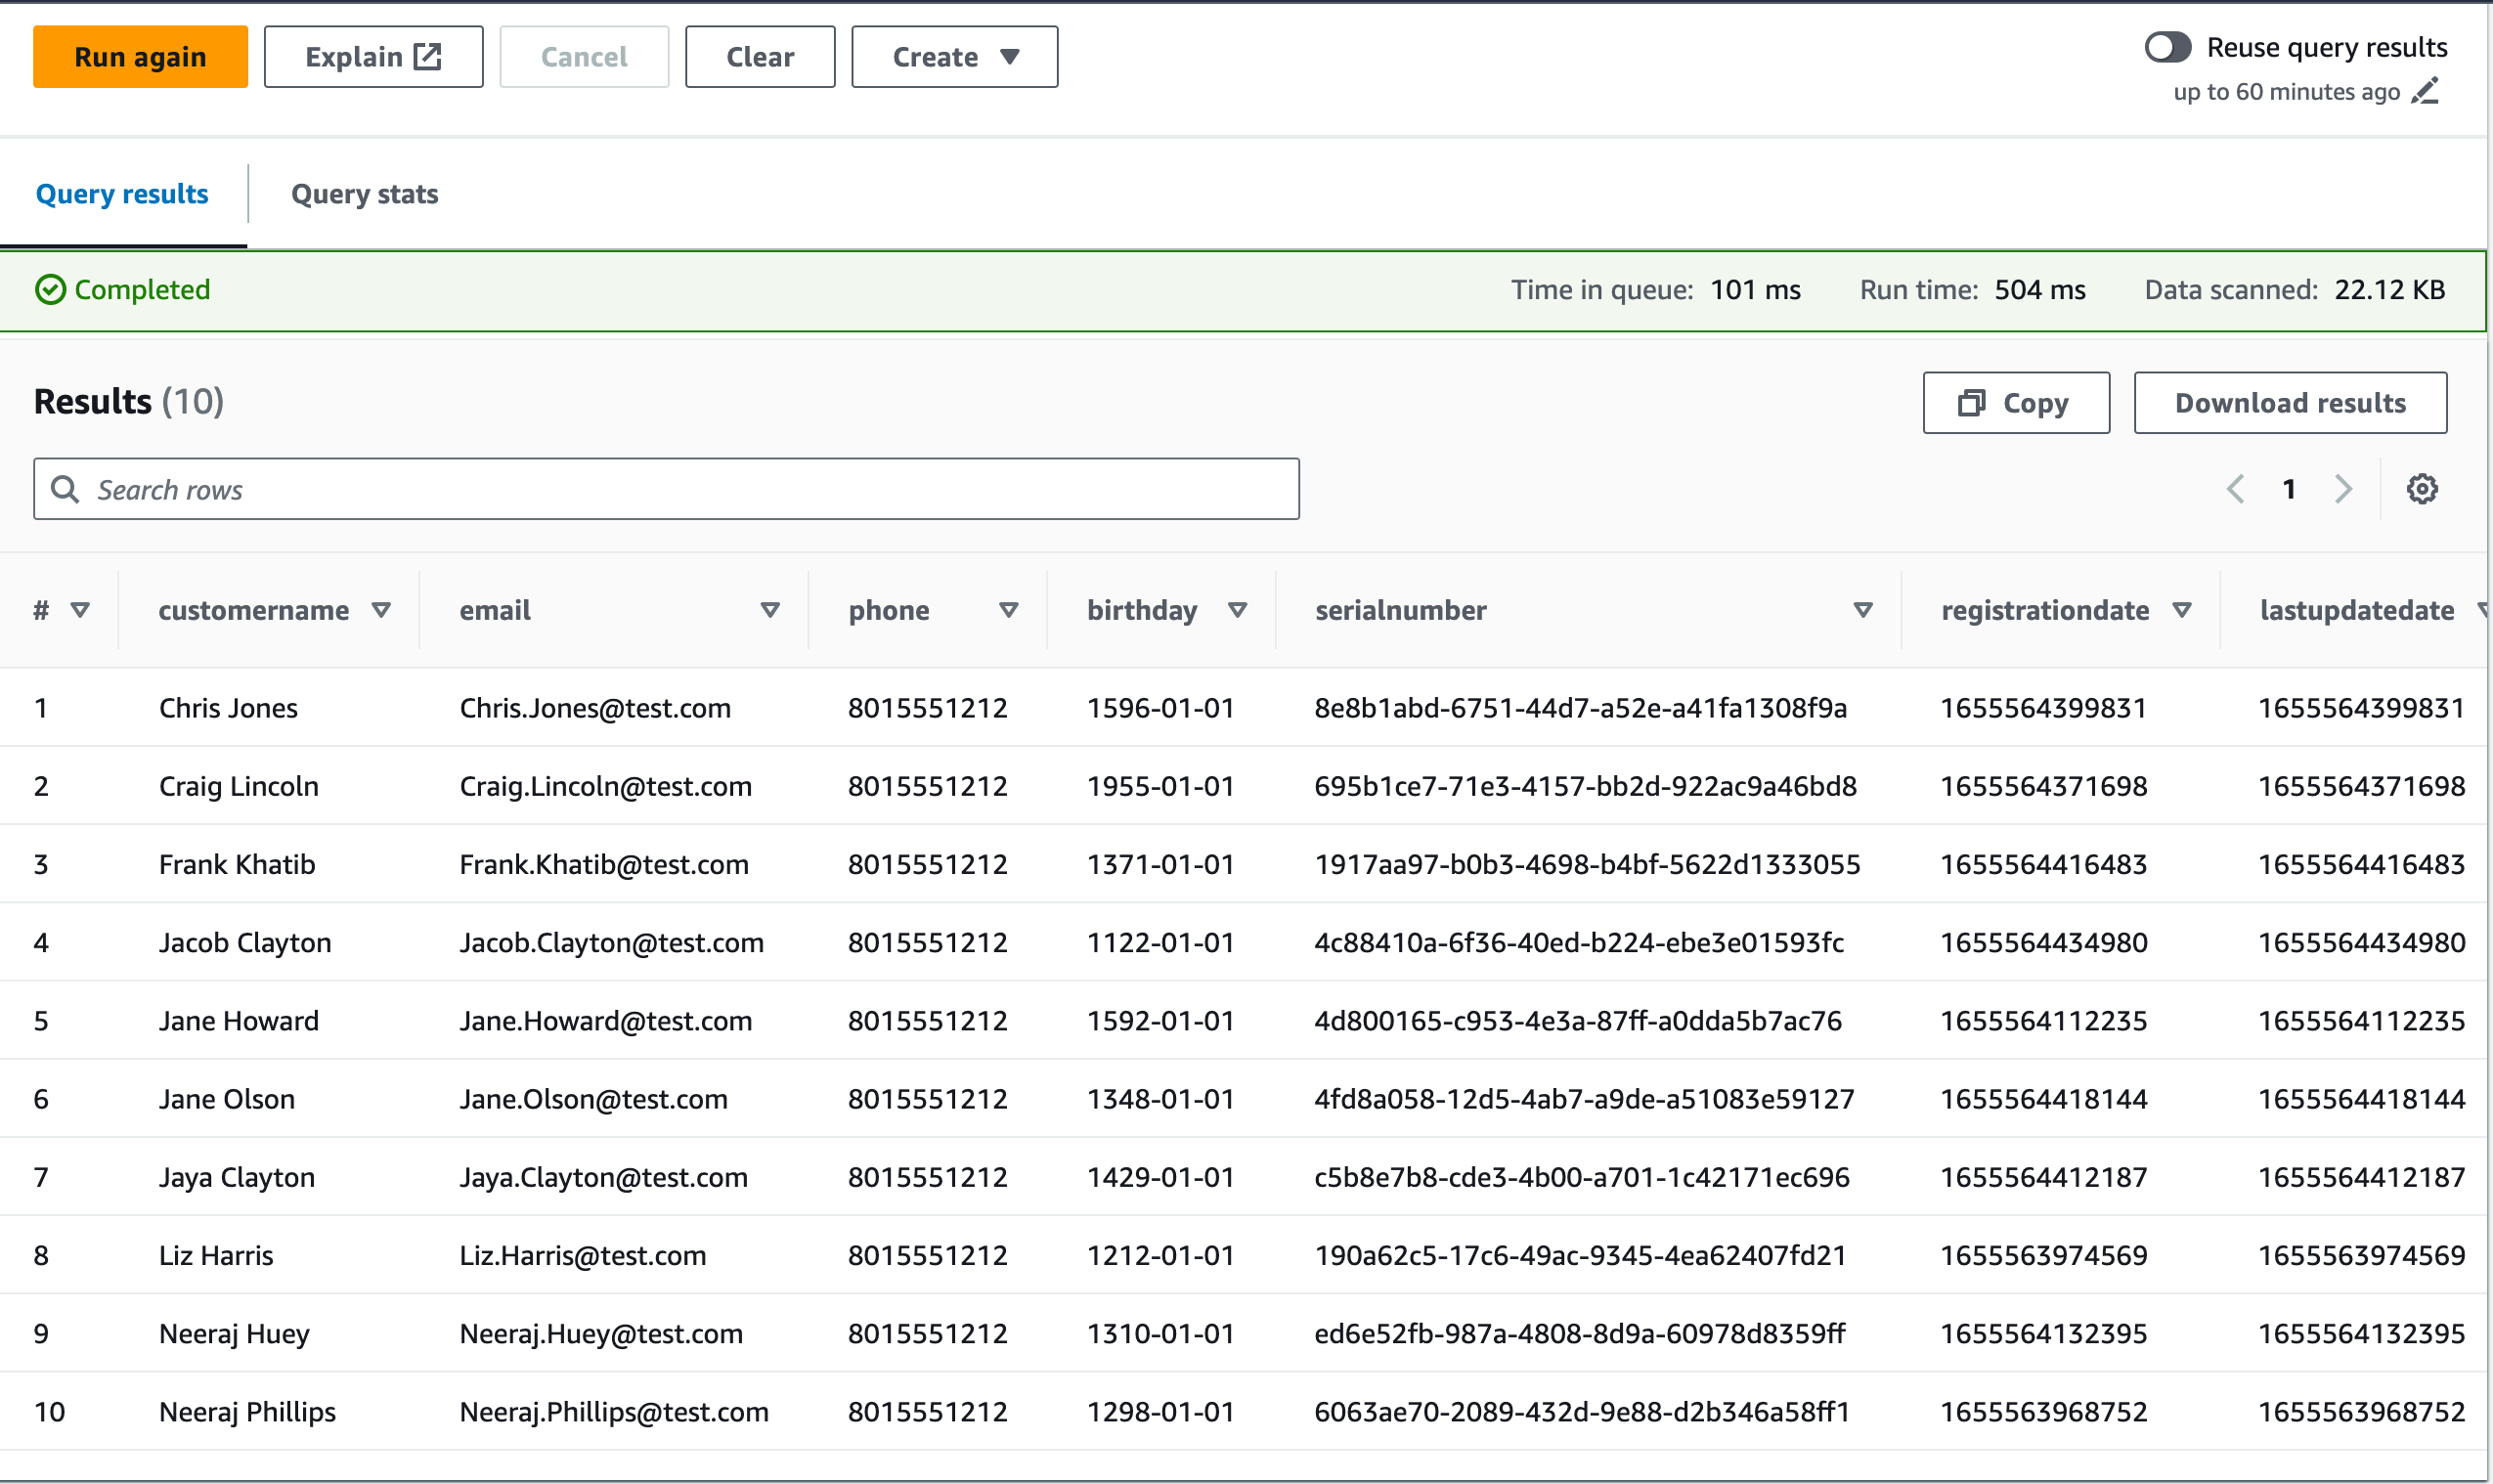 Run again Explain Cancel Clear Create Reuse query results
up to 60 minutes ago
Query results Query stats
Completed Time in queue: 101 ms Run time: 504 ms Data scanned: 22.12 KB
Results (10) Copy Download results
Search rows 1
# customername email phone birthday serialnumber registrationdate lastupdatedate
1 Chris Jones Chris.Jones@test.com 8015551212 1596-01-01 8e8b1abd-6751-44d7-a52e-a41fa1308f9a 1655564399831 1655564399831
2 Craig Lincoln Craig.Lincoln@test.com 8015551212 1955-01-01 695b1ce7-71e3-4157-bb2d-922ac9a46bd8 1655564371698 1655564371698
3 Frank Khatib Frank.Khatib@test.com 8015551212 1371-01-01 1917aa97-b0b3-4698-b4bf-5622d1333055 1655564416483 1655564416483
4 Jacob Clayton Jacob.Clayton@test.com 8015551212 1122-01-01 4c88410a-6f36-40ed-b224-ebe3e01593fc 1655564434980 1655564434980
5 Jane Howard Jane.Howard@test.com 8015551212 1592-01-01 4d800165-c953-4e3a-87ff-a0dda5b7ac76 1655564112235 1655564112235
6 Jane Olson Jane.Olson@test.com 8015551212 1348-01-01 4fd8a058-12d5-4ab7-a9de-a51083e59127 1655564418144 1655564418144
7 Jaya Clayton Jaya.Clayton@test.com 8015551212 1429-01-01 c5b8e7b8-cde3-4b00-a701-1c42171ec696 1655564412187 1655564412187
8 Liz Harris Liz.Harris@test.com 8015551212 1212-01-01 190a62c5-17c6-49ac-9345-4ea62407fd21 1655563974569 1655563974569
9 Neeraj Huey Neeraj.Huey@test.com 8015551212 1310-01-01 ed6e52fb-987a-4808-8d9a-60978d8359ff 1655564132395 1655564132395
10 Neeraj Phillips Neeraj.Phillips@test.com 8015551212 1298-01-01 6063ae70-2089-432d-9e88-d2b346a58ff1 1655563968752 1655563968752